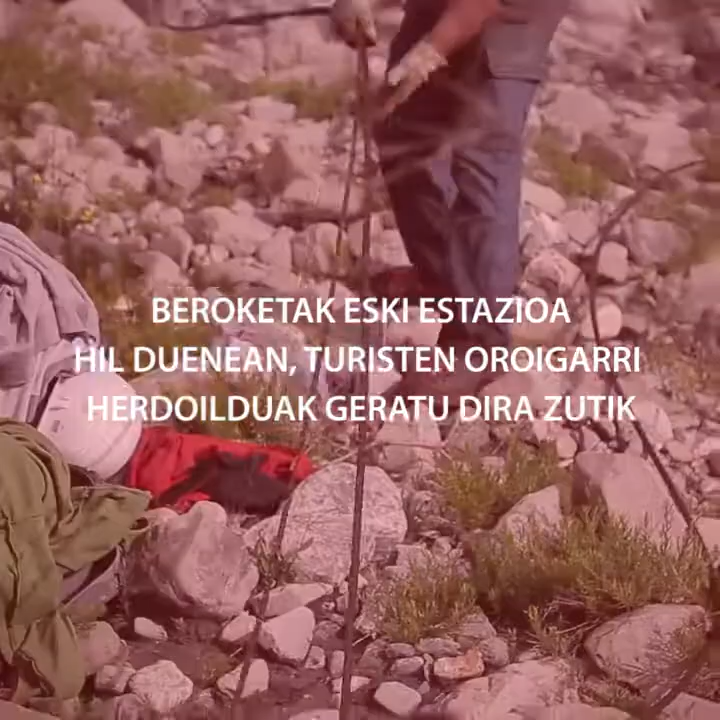 BEROKETAK ESKI ESTAZIOA
HIL DUENEAN, TURISTEN OROIGARRI
HERDOILDUAK GERATU DIRA ZUTIK